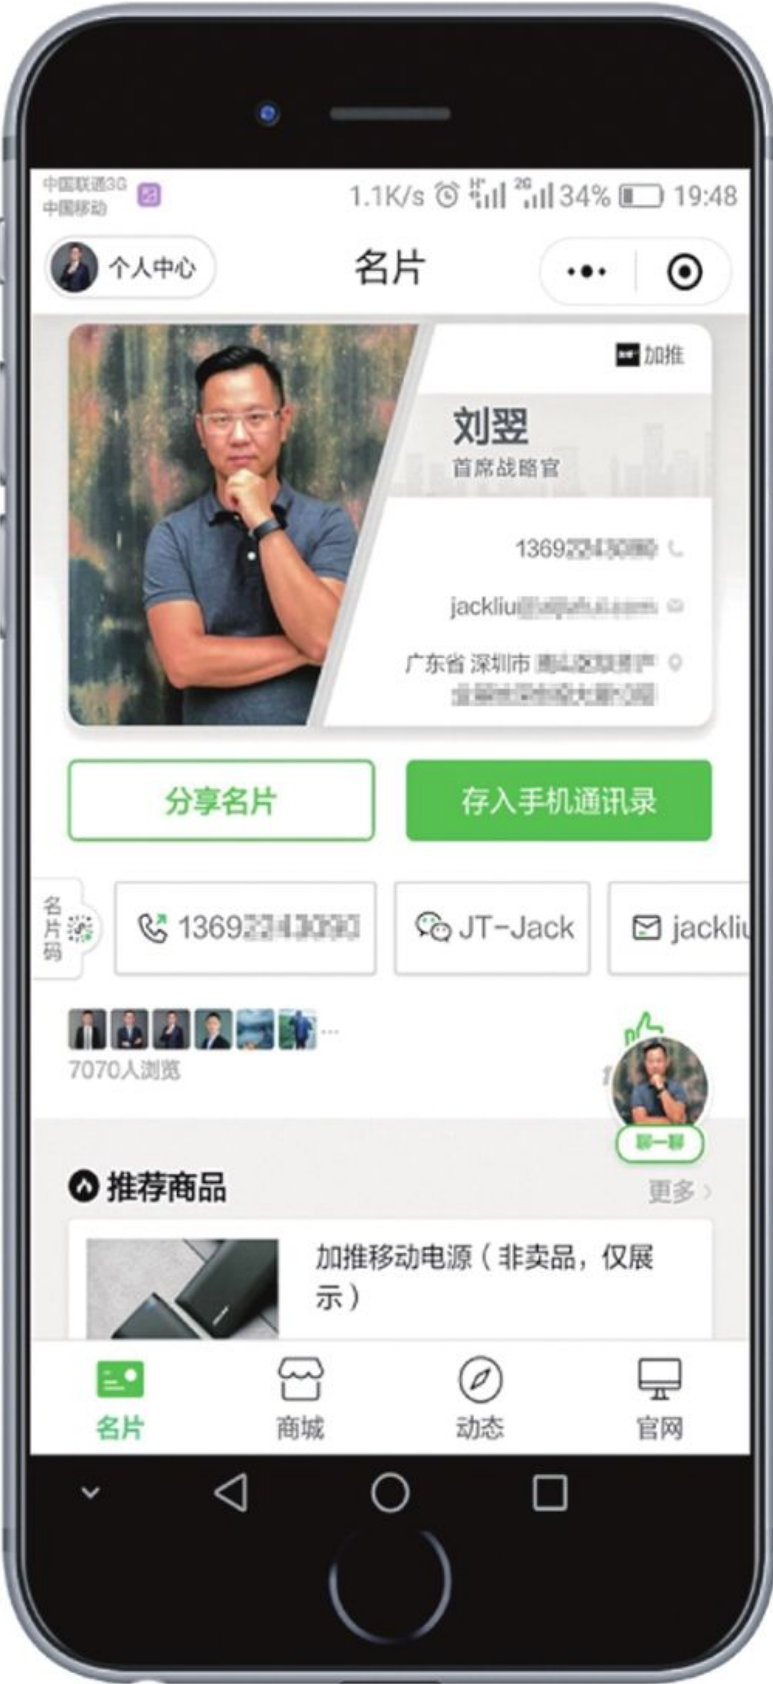 中国联通3G
中国移动
1.1K/s 34% 19:48
个人中心
名片
加推
刘翌
首席战略官
13692
jackliu
广东省 深圳市
分享名片
存入手机通讯录
名片码
13692
JT-Jack
jackliu
7070人浏览
推荐商品
更多
加推移动电源（非卖品，仅展
示）
名片
商城
动态
官网